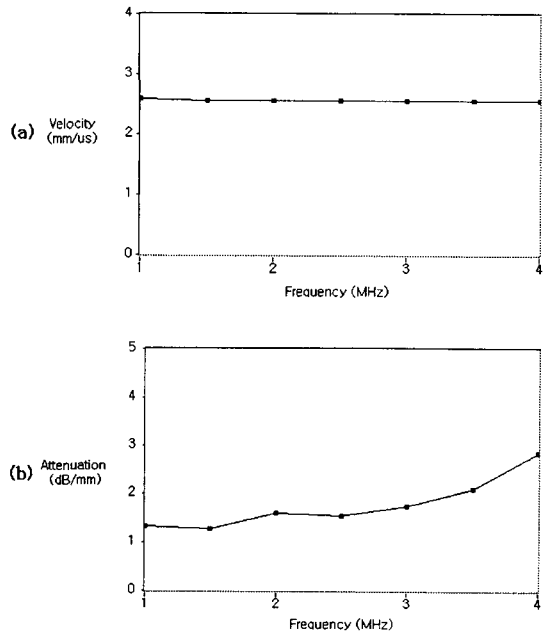 4
3
(a) Velocity
(mm/us)
2
1
0
1 2 3 4
Frequency (MHz)
5
4
3
(b) Attenuation
(dB/mm)
2
1
0
1 2 3 4
Frequency (MHz)